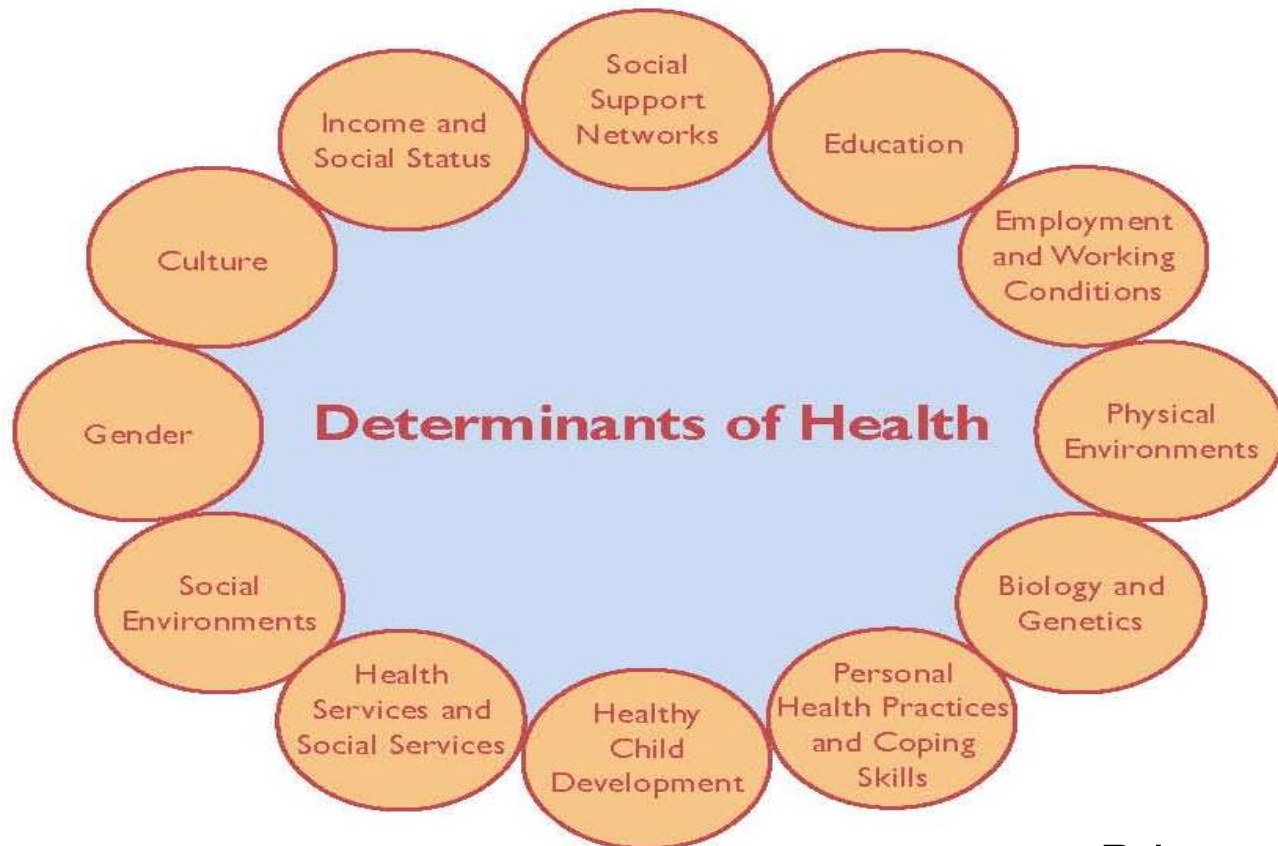 Social
Support
Networks
Education
Employment
and Working
Conditions
Physical
Environments
Biology and
Genetics
Personal
Health Practices
and Coping
Skills
Healthy
Child
Development
Health
Services and
Social Services
Social
Environments
Gender
Culture
Income and
Social Status
Determinants of Health